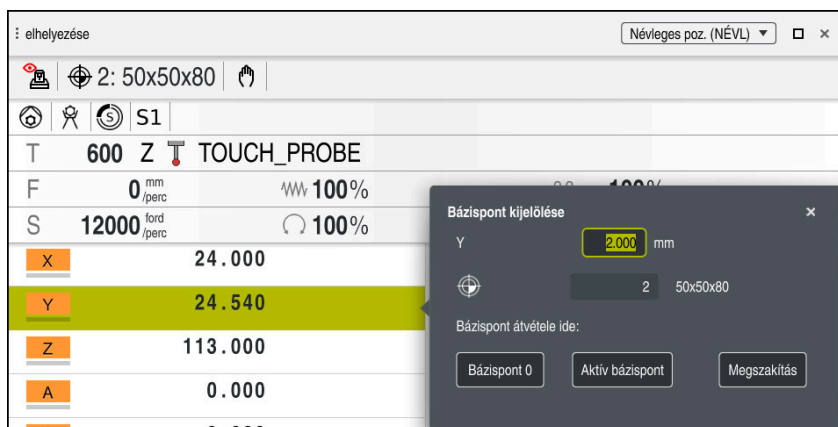 elhelyezése Névleges poz. (NÉVL)
2: 50x50x80
S S1
T 600 Z TOUCH_PROBE
F 0 mm/perc 100%
S 12000 ford/perc 100%
X 24.000
Y 24.540
Z 113.000
A 0.000
Bázispont kijelölése
Y 2.000 mm
2 50x50x80
Bázispont átvétele ide:
Bázispont 0 Aktív bázispont Megszakítás